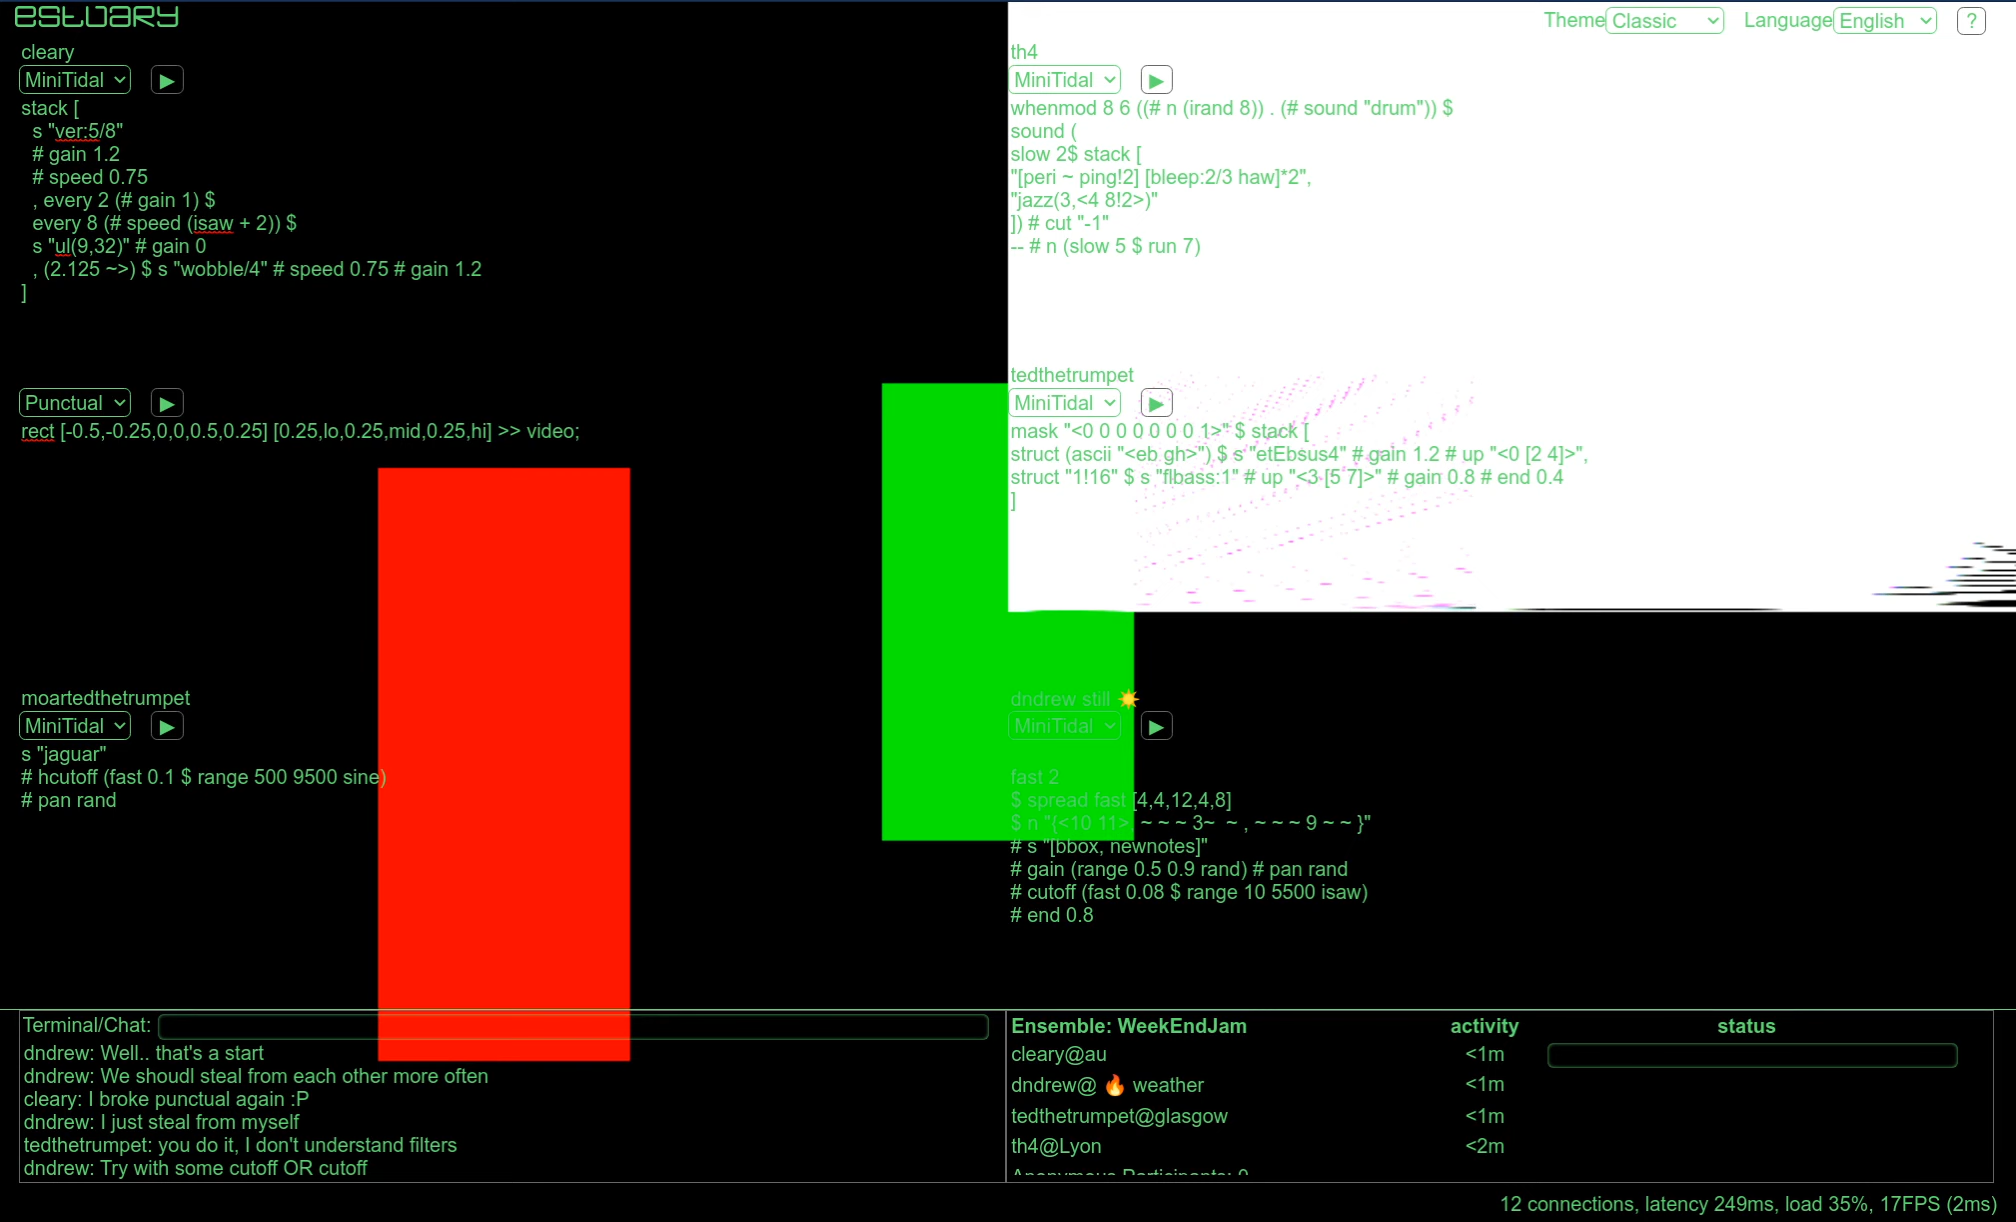 estuary
Theme Classic Language English ?
cleary
MiniTidal ▶
stack [
s "ver:5/8"
# gain 1.2
# speed 0.75
, every 2 (# gain 1) $
every 8 (# speed (isaw + 2)) $
s "ul(9,32)" # gain 0
, (2.125 ~>) $ s "wobble/4" # speed 0.75 # gain 1.2
]
th4
MiniTidal ▶
whenmod 8 6 ((# n (irand 8)) . (# sound "drum")) $
sound (
slow 2$ stack [
"[peri ~ ping!2] [bleep:2/3 haw]*2",
"jazz(3,<4 8!2>)"
]) # cut "-1"
-- # n (slow 5 $ run 7)
Punctual ▶
rect [-0.5,-0.25,0,0,0.5,0.25] [0.25,lo,0.25,mid,0.25,hi] >> video;
tedthetrumpet
MiniTidal ▶
mask "<0 0 0 0 0 0 0 1>" $ stack [
struct (ascii "<eb gh>") $ s "etEbsus4" # gain 1.2 # up "<0 [2 4]>",
struct "1!16" $ s "flbass:1" # up "<3 [5 7]>" # gain 0.8 # end 0.4
]
moartedthetrumpet
MiniTidal ▶
s "jaguar"
# hcutoff (fast 0.1 $ range 500 9500 sine)
# pan rand
dndrew still ☀️
MiniTidal ▶
fast 2
$ spread fast [4,4,12,4,8]
$ n "{<10 11>, ~ ~ ~ 3~  ~ , ~ ~ ~ 9 ~ ~ }"
# s "[bbox, newnotes]"
# gain (range 0.5 0.9 rand) # pan rand
# cutoff (fast 0.08 $ range 10 5500 isaw)
# end 0.8
Terminal/Chat:
dndrew: Well.. that's a start
dndrew: We shoudl steal from each other more often
cleary: I broke punctual again :P
dndrew: I just steal from myself
tedthetrumpet: you do it, I don't understand filters
dndrew: Try with some cutoff OR cutoff
Ensemble: WeekEndJam activity status
cleary@au <1m
dndrew@ 🔥 weather <1m
tedthetrumpet@glasgow <1m
th4@Lyon <2m
Anonymous Participants: 0
12 connections, latency 249ms, load 35%, 17FPS (2ms)